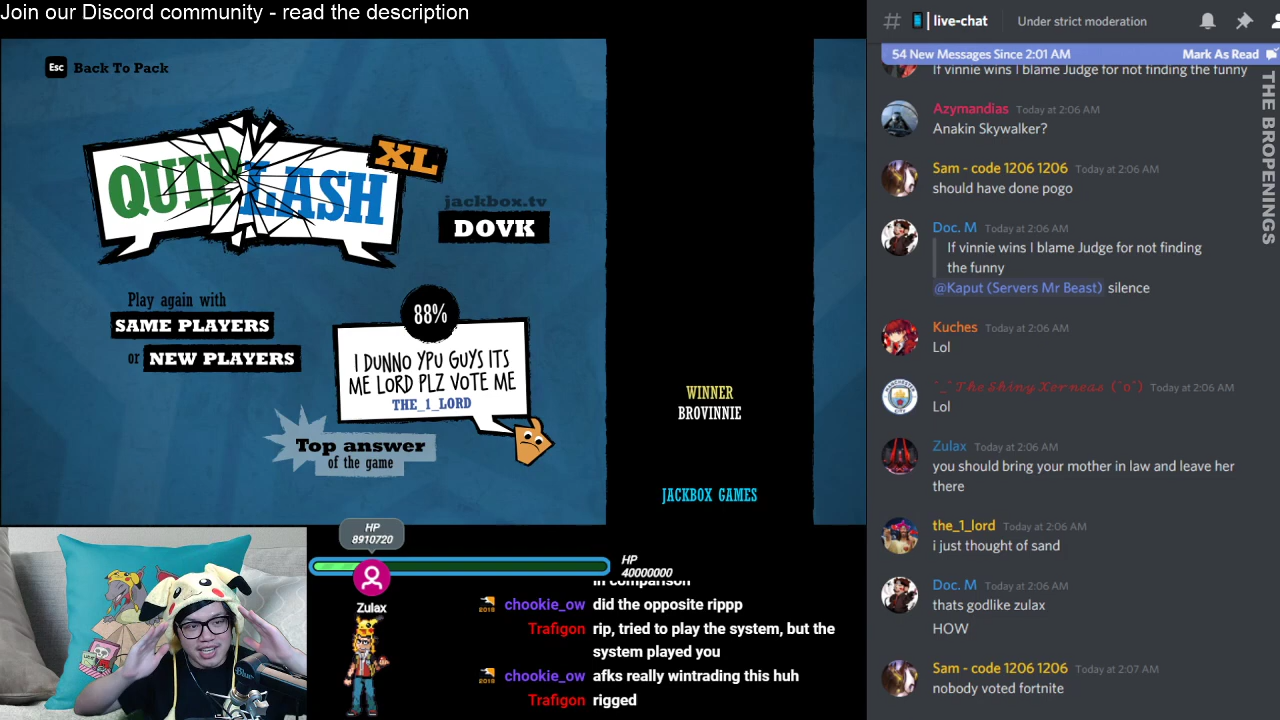 Join our Discord community - read the description
Esc Back To Pack
QUIPLASH XL
jackbox.tv
DOVK
Play again with
SAME PLAYERS
or NEW PLAYERS
88%
I DUNNO YPU GUYS ITS
ME LORD PLZ VOTE ME
THE_1_LORD
Top answer
of the game
WINNER
BROVINNIE
JACKBOX GAMES
HP
8910720
HP
40000000
Zulax
in comparison
chookie_ow did the opposite rippp
Trafigon rip, tried to play the system, but the
system played you
chookie_ow afks really wintrading this huh
Trafigon rigged
# | live-chat Under strict moderation
54 New Messages Since 2:01 AM Mark As Read
If vinnie wins I blame Judge for not finding the funny
Azymandias Today at 2:06 AM
Anakin Skywalker?
Sam - code 1206 1206 Today at 2:06 AM
should have done pogo
Doc. M Today at 2:06 AM
If vinnie wins I blame Judge for not finding
the funny
@Kaput (Servers Mr Beast) silence
Kuches Today at 2:06 AM
Lol
The Shiny Xerneas Today at 2:06 AM
Lol
Zulax Today at 2:06 AM
you should bring your mother in law and leave her
there
the_1_lord Today at 2:06 AM
i just thought of sand
Doc. M Today at 2:06 AM
thats godlike zulax
HOW
Sam - code 1206 1206 Today at 2:07 AM
nobody voted fortnite
THE BROPENINGS